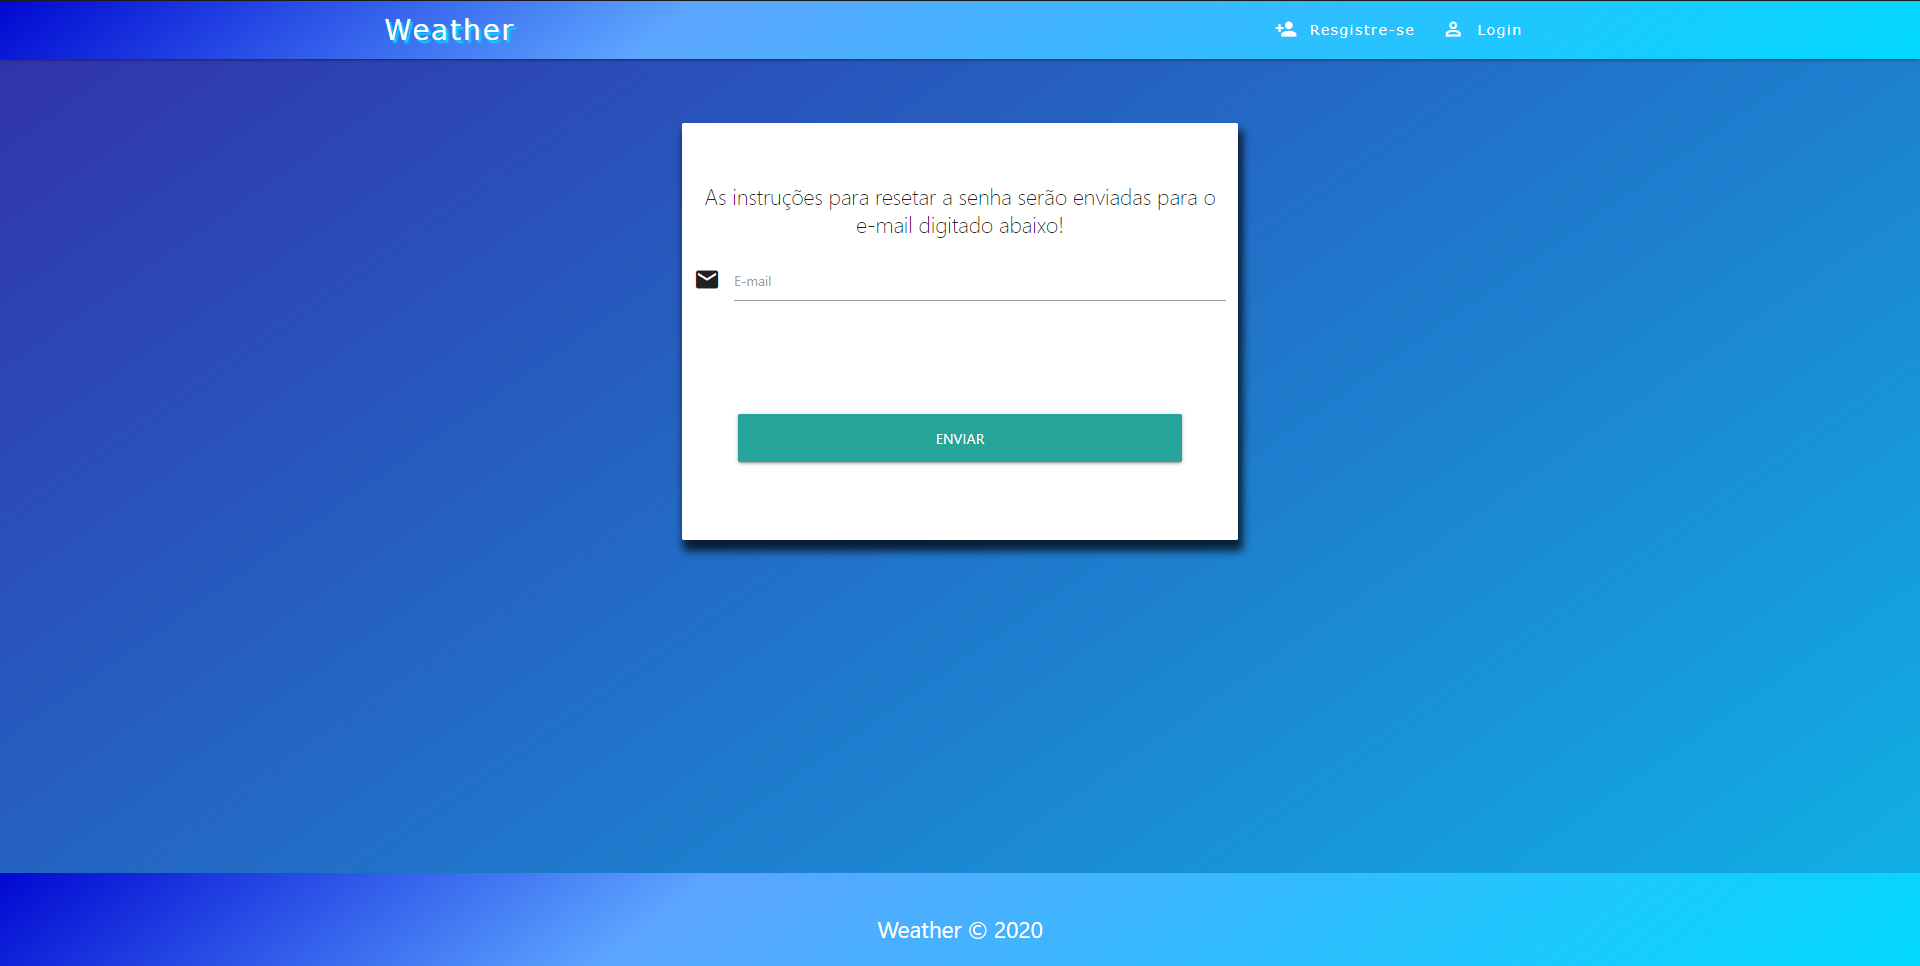 Weather
Resgistre-se
Login
As instruções para resetar a senha serão enviadas para o
e-mail digitado abaixo!
E-mail
ENVIAR
Weather © 2020